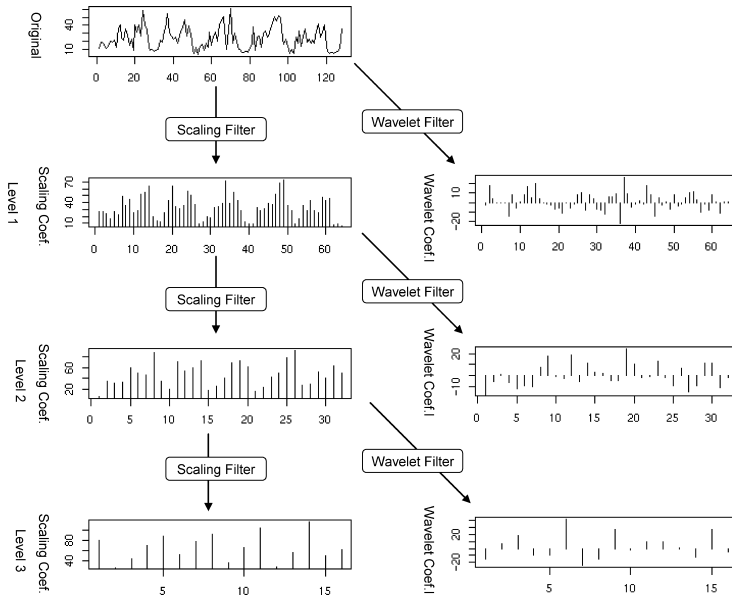 Original
10 40
0 20 40 60 80 100 120
Scaling Filter
Wavelet Filter
Level 1
Scaling Coef.
10 40 70
0 10 20 30 40 50 60
Wavelet Coef.l
-20 10
0 10 20 30 40 50 60
Scaling Filter
Wavelet Filter
Level 2
Scaling Coef.
20 60
0 5 10 15 20 25 30
Wavelet Coef.l
-10 20
0 5 10 15 20 25 30
Scaling Filter
Wavelet Filter
Level 3
Scaling Coef.
40 80
5 10 15
Wavelet Coef.l
-20 20
5 10 15